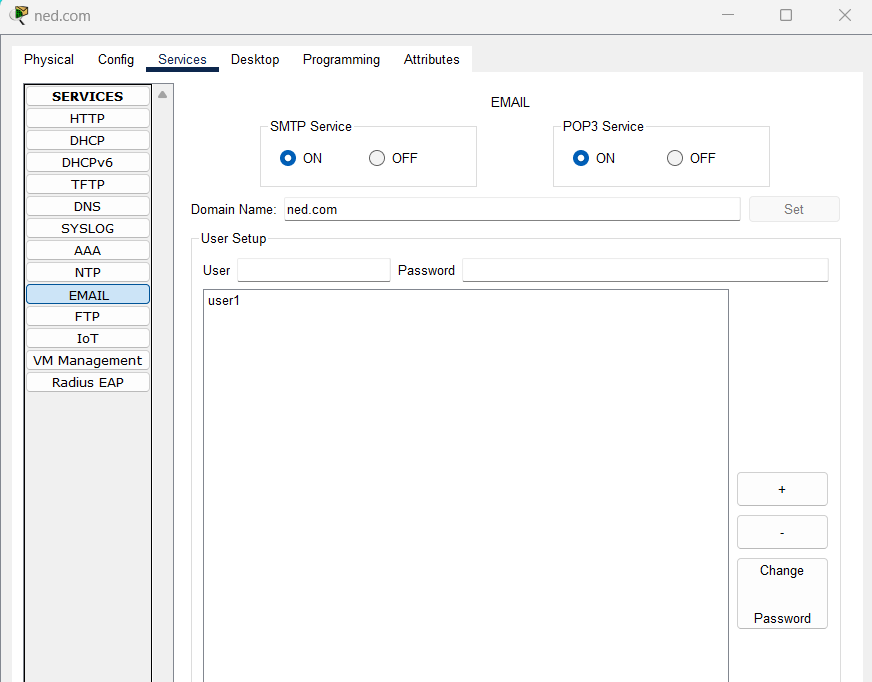 ned.com
Physical Config Services Desktop Programming Attributes
SERVICES
HTTP
DHCP
DHCPv6
TFTP
DNS
SYSLOG
AAA
NTP
EMAIL
FTP
IoT
VM Management
Radius EAP
EMAIL
SMTP Service
ON OFF
POP3 Service
ON OFF
Domain Name: ned.com Set
User Setup
User Password
user1
+
-
Change
Password